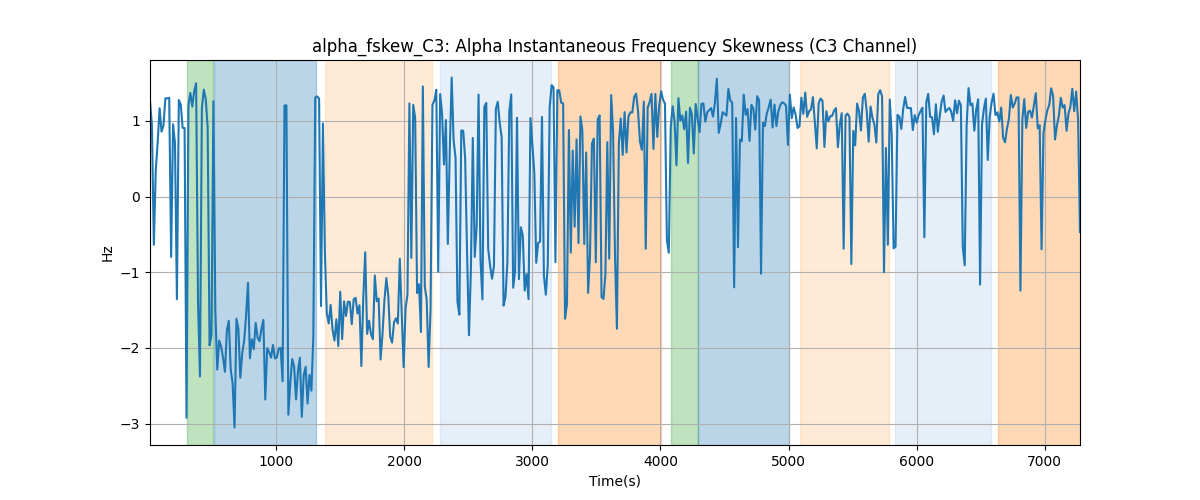 alpha_fskew_C3: Alpha Instantaneous Frequency Skewness (C3 Channel)
Hz
1
0
−1
−2
−3
1000 2000 3000 4000 5000 6000 7000
Time(s)